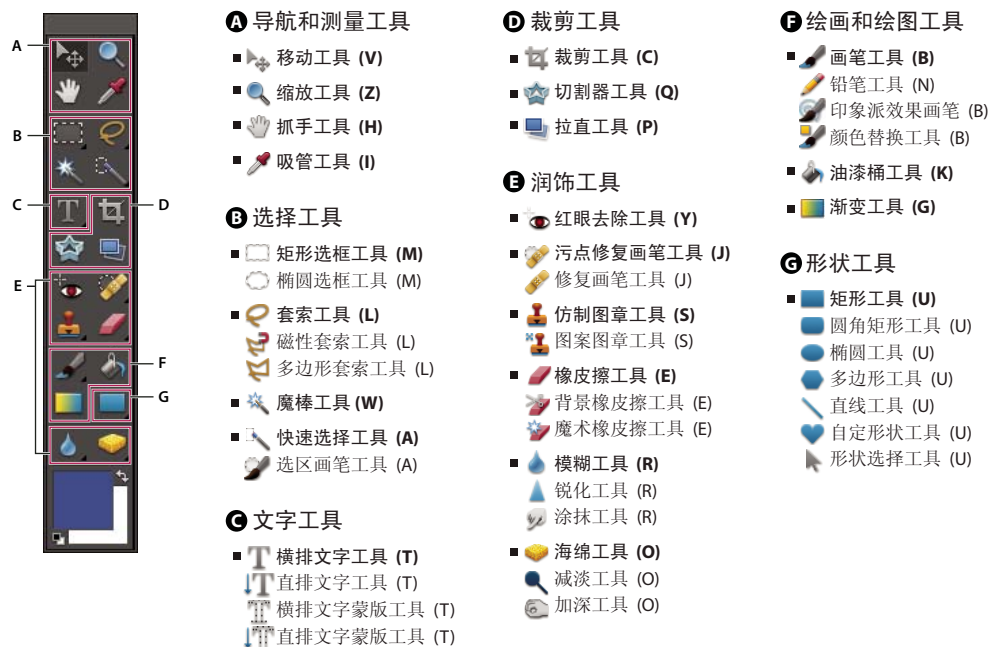 A
B
C
D
E
F
G
A 导航和测量工具
移动工具 (V)
缩放工具 (Z)
抓手工具 (H)
吸管工具 (I)
B 选择工具
矩形选框工具 (M)
椭圆选框工具 (M)
套索工具 (L)
磁性套索工具 (L)
多边形套索工具 (L)
魔棒工具 (W)
快速选择工具 (A)
选区画笔工具 (A)
C 文字工具
横排文字工具 (T)
直排文字工具 (T)
横排文字蒙版工具 (T)
直排文字蒙版工具 (T)
D 裁剪工具
裁剪工具 (C)
切割器工具 (Q)
拉直工具 (P)
E 润饰工具
红眼去除工具 (Y)
污点修复画笔工具 (J)
修复画笔工具 (J)
仿制图章工具 (S)
图案图章工具 (S)
橡皮擦工具 (E)
背景橡皮擦工具 (E)
魔术橡皮擦工具 (E)
模糊工具 (R)
锐化工具 (R)
涂抹工具 (R)
海绵工具 (O)
减淡工具 (O)
加深工具 (O)
F 绘画和绘图工具
画笔工具 (B)
铅笔工具 (N)
印象派效果画笔 (B)
颜色替换工具 (B)
油漆桶工具 (K)
渐变工具 (G)
G 形状工具
矩形工具 (U)
圆角矩形工具 (U)
椭圆工具 (U)
多边形工具 (U)
直线工具 (U)
自定形状工具 (U)
形状选择工具 (U)